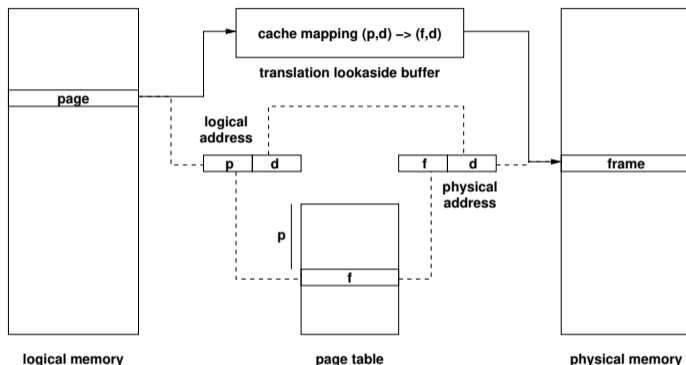 cache mapping (p,d) −> (f,d)
translation lookaside buffer
page
logical
address
p d
f d
frame
physical
address
p
f
logical memory
page table
physical memory